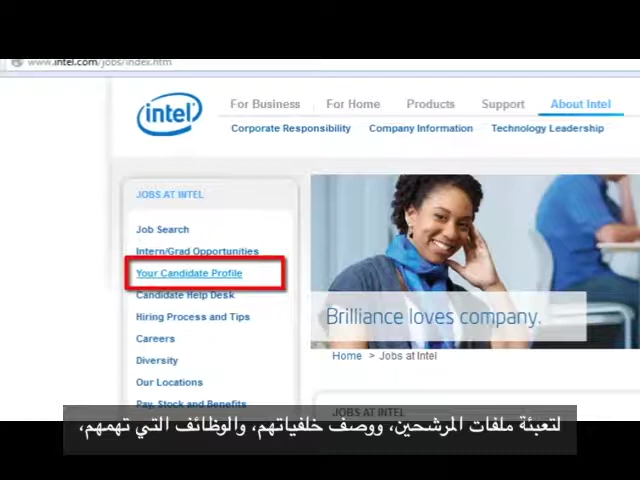 www.intel.com/jobs/index.htm
intel
For Business
For Home
Products
Support
About Intel
Corporate Responsibility
Company Information
Technology Leadership
JOBS AT INTEL
Job Search
Intern/Grad Opportunities
Your Candidate Profile
Candidate Help Desk
Hiring Process and Tips
Careers
Diversity
Our Locations
Pay, Stock and Benefits
Brilliance loves company.
Home > Jobs at Intel
JOBS AT INTEL
لتعبئة ملفات المرشحين، ووصف خلفياتهم، والوظائف التي تهمهم،